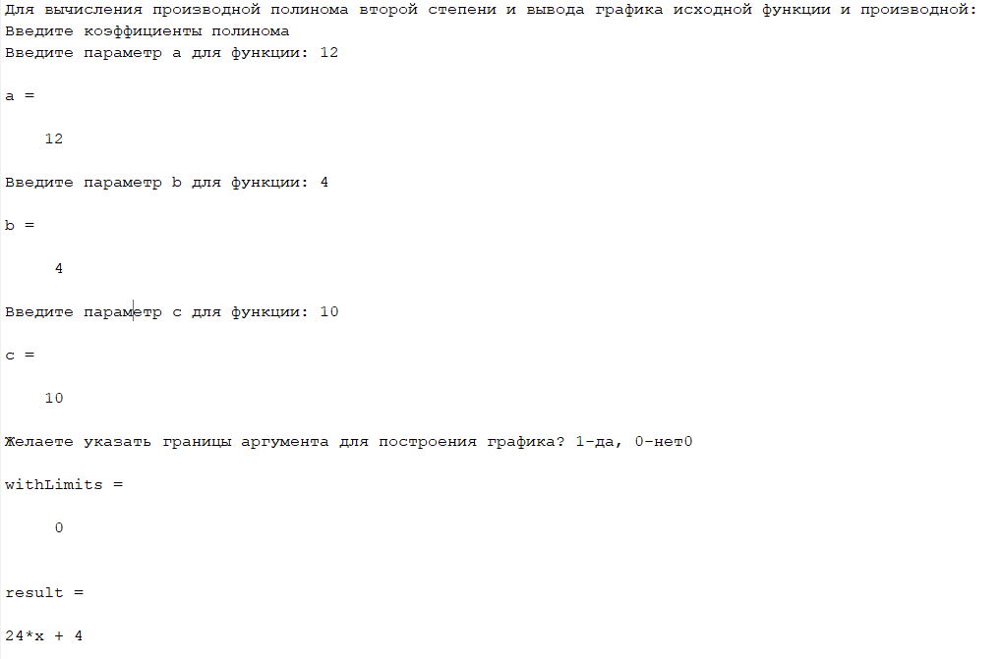 Для вычисления производной полинома второй степени и вывода графика исходной функции и производной:
Введите коэффициенты полинома
Введите параметр a для функции: 12
a =
12
Введите параметр b для функции: 4
b =
4
Введите параметр c для функции: 10
c =
10
Желаете указать границы аргумента для построения графика? 1-да, 0-нет0
withLimits =
0
result =
24*x + 4